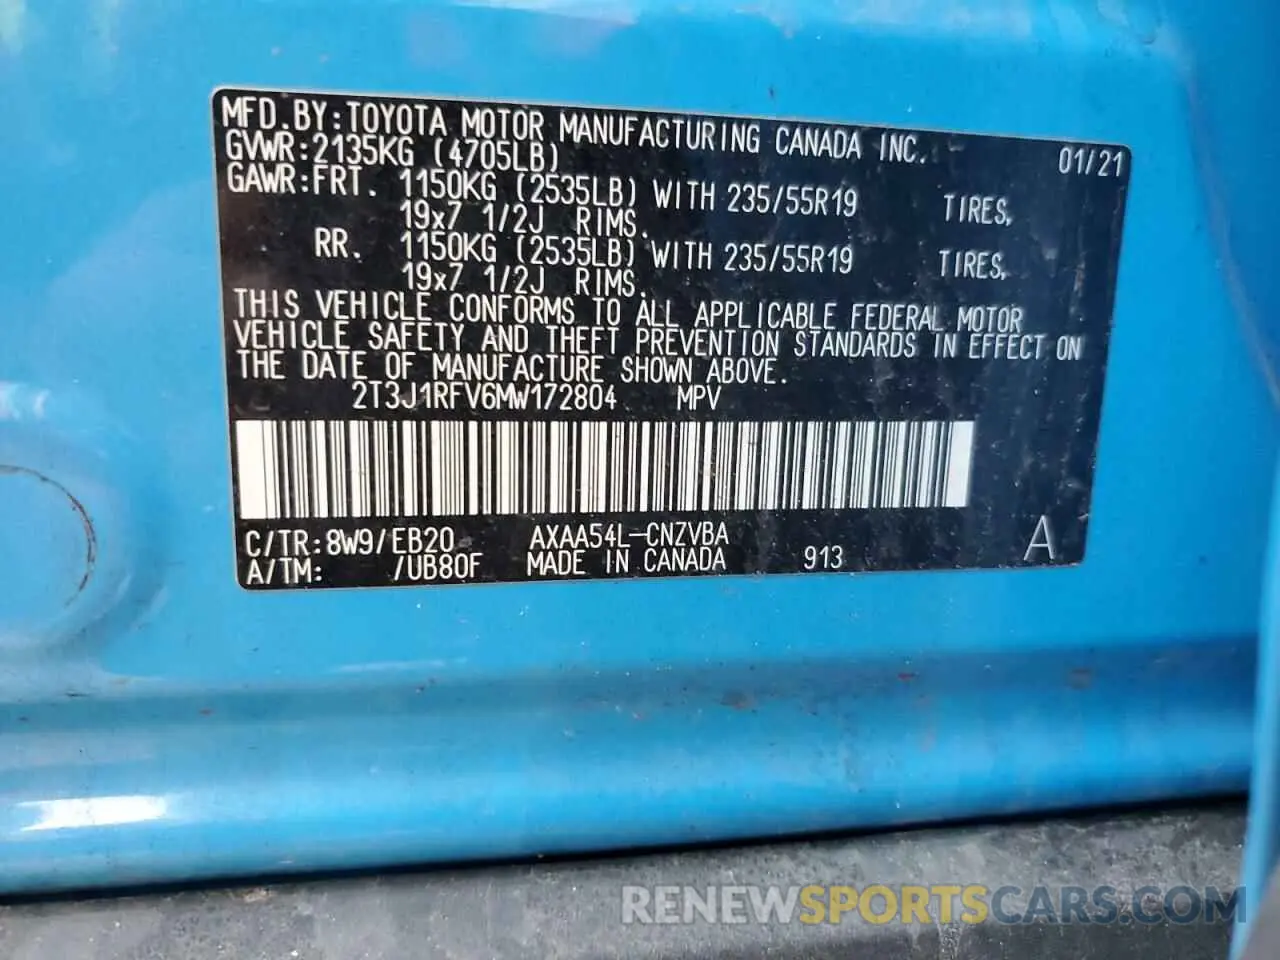 MFD.BY:TOYOTA MOTOR MANUFACTURING CANADA INC. 01/21
GVWR:2135KG (4705LB)
GAWR:FRT. 1150KG (2535LB) WITH 235/55R19 TIRES,
19x7 1/2J RIMS.
RR. 1150KG (2535LB) WITH 235/55R19 TIRES,
19x7 1/2J RIMS.
THIS VEHICLE CONFORMS TO ALL APPLICABLE FEDERAL MOTOR
VEHICLE SAFETY AND THEFT PREVENTION STANDARDS IN EFFECT ON
THE DATE OF MANUFACTURE SHOWN ABOVE.
2T3J1RFV6MW172804 MPV
C/TR:8W9/EB20 AXAA54L-CNZVBA
A/TM: /UB80F MADE IN CANADA 913 A
RENEWSPORTSCARS.COM